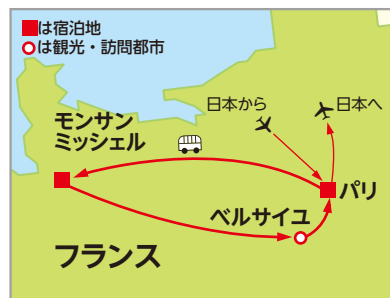 ■は宿泊地
○は観光・訪問都市
日本から
日本へ
モンサン
ミッシェル
パリ
ベルサイユ
フランス